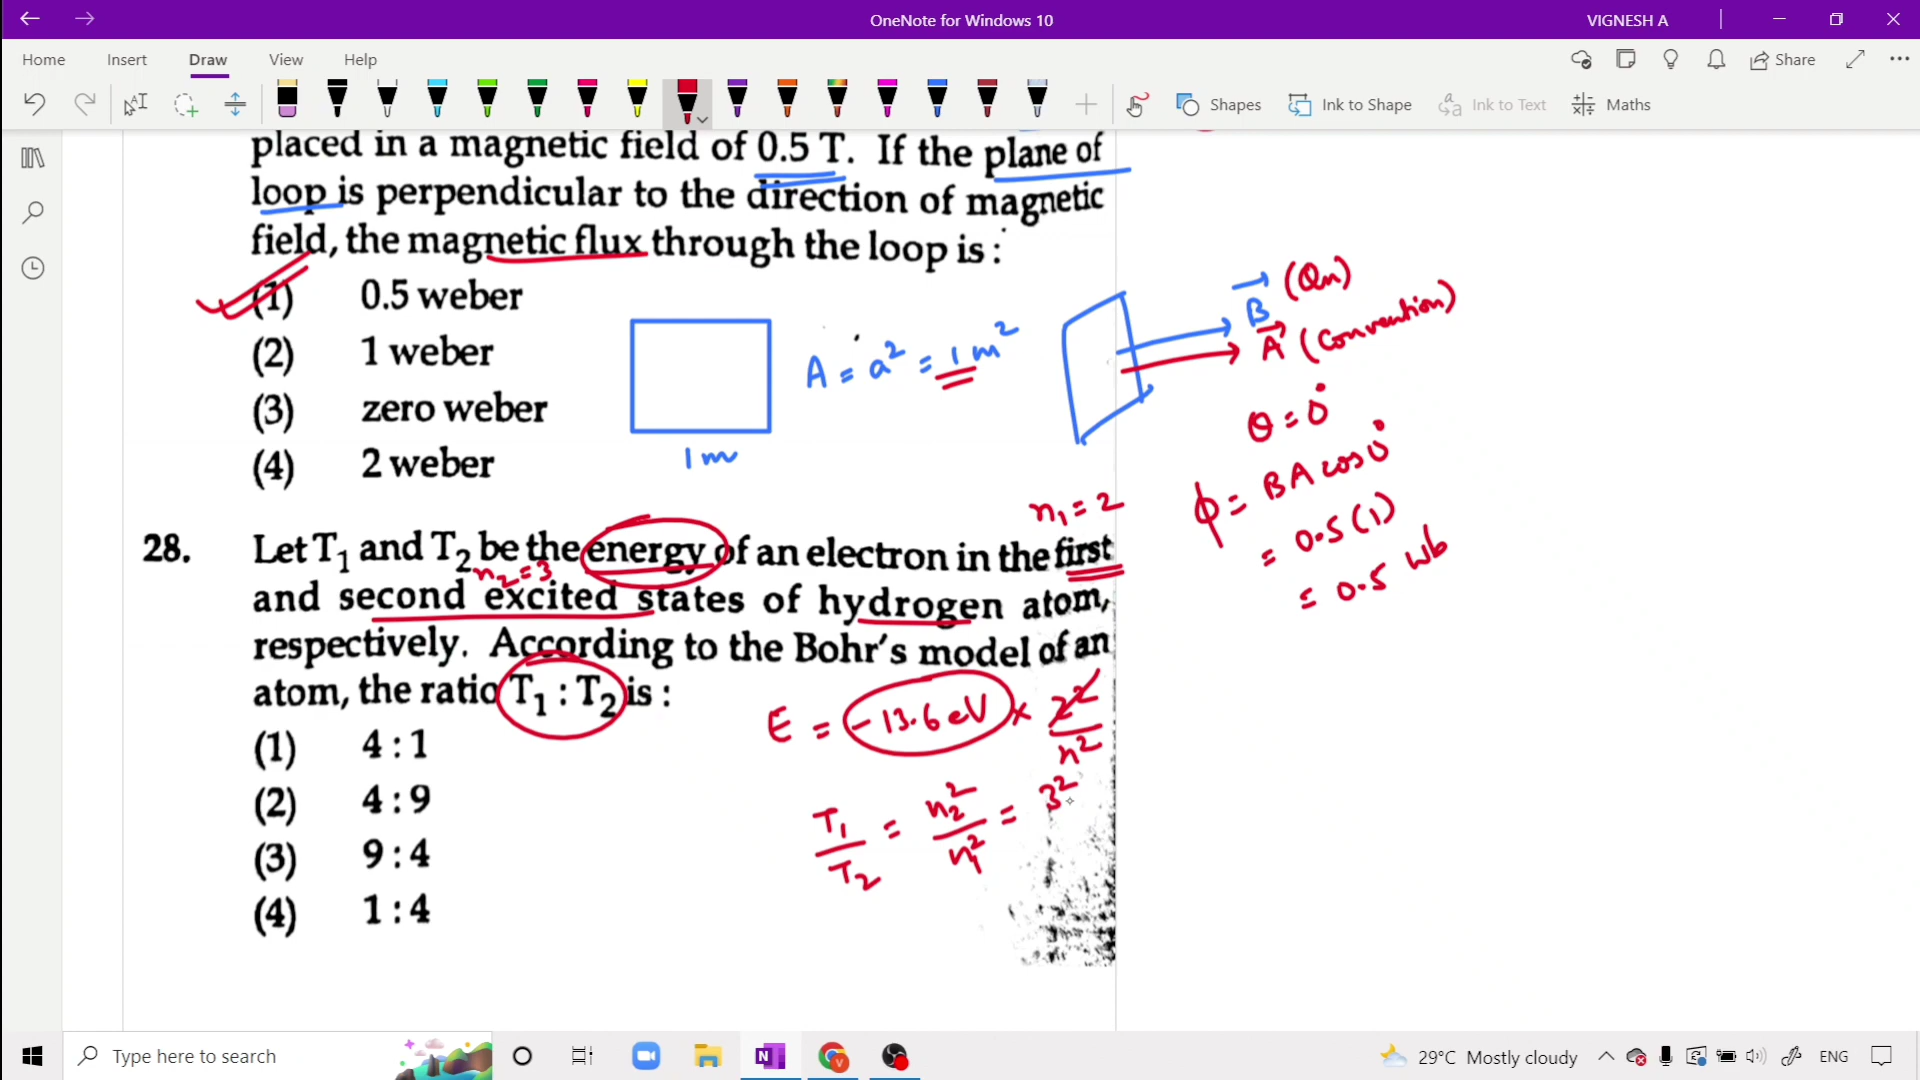 OneNote for Windows 10
VIGNESH A
Home Insert Draw View Help
Share
Shapes Ink to Shape Ink to Text Maths
placed in a magnetic field of 0.5 T. If the plane of
loop is perpendicular to the direction of magnetic
field, the magnetic flux through the loop is :
(1) 0.5 weber
(2) 1 weber
(3) zero weber
(4) 2 weber
A = a² = 1 m²
1 m
B (Qn)
A (Convention)
θ = 0°
ϕ = BA cos 0°
= 0.5 (1)
= 0.5 wb
n₁ = 2
28. Let T₁ and T₂ be the energy of an electron in the first
n₂ = 3
and second excited states of hydrogen atom,
respectively. According to the Bohr's model of an
atom, the ratio T₁ : T₂ is :
(1) 4 : 1
(2) 4 : 9
(3) 9 : 4
(4) 1 : 4
E = -13.6 eV × Z²/n²
T₁/T₂ = n₂²/n₁² = 3²
Type here to search
29°C Mostly cloudy
ENG